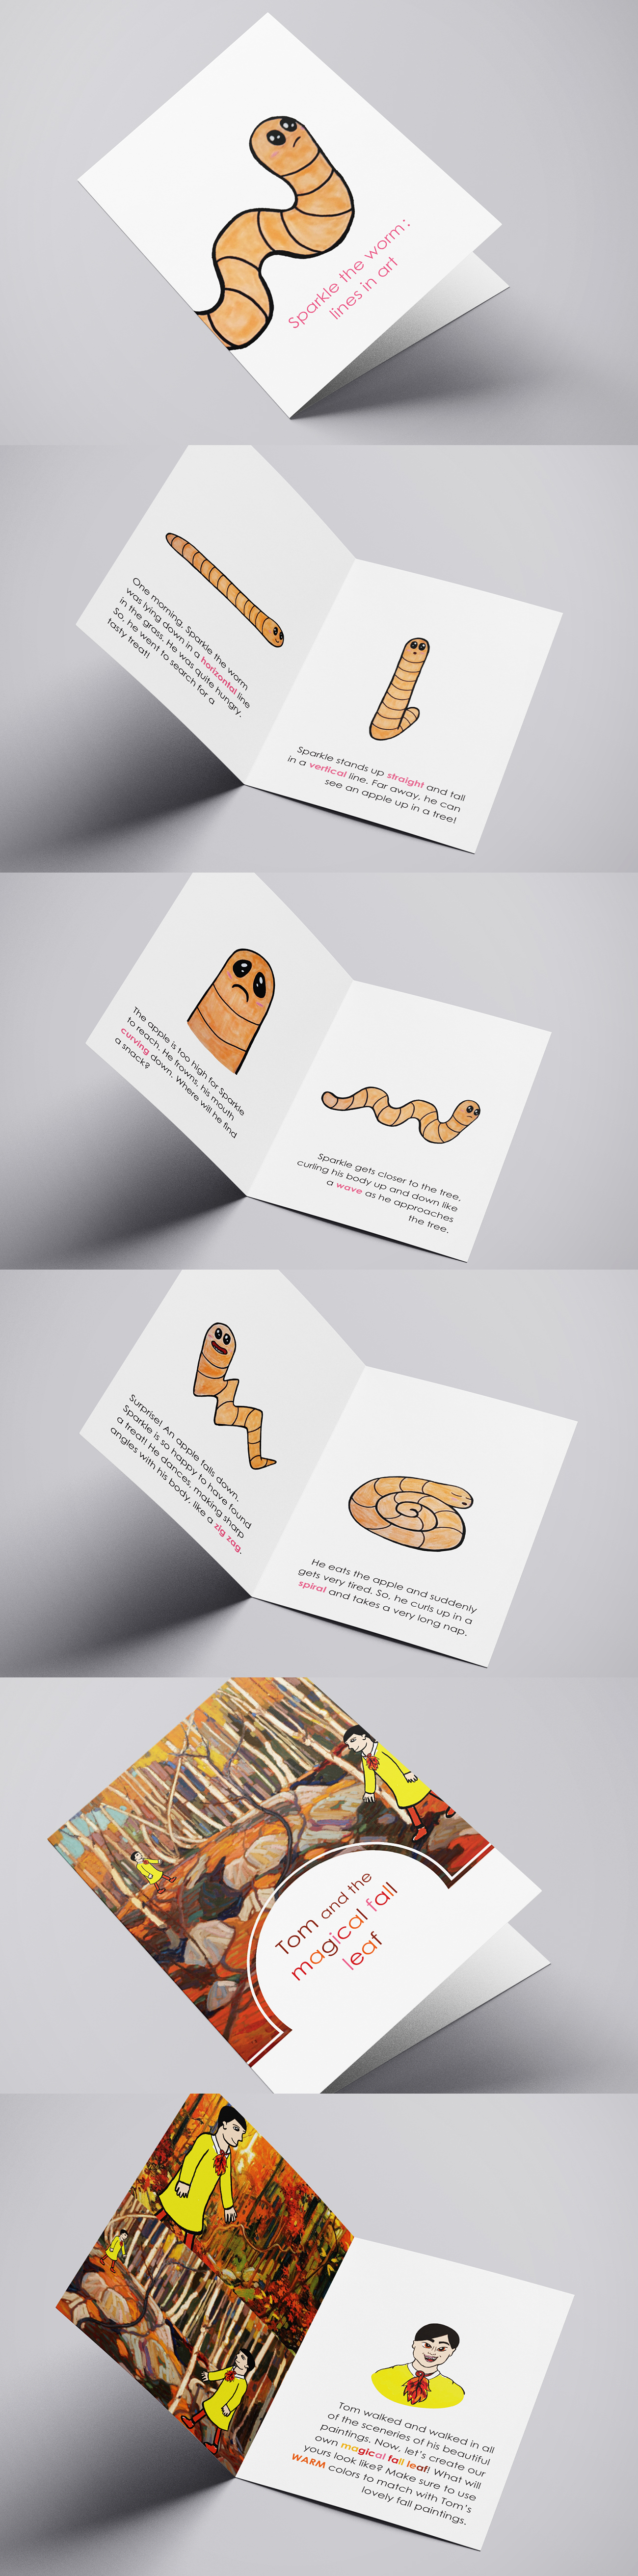 Sparkle the worm:
lines in art
One morning, Sparkle the worm
was lying down in a horizontal line
in the grass. He was quite hungry.
So, he went to search for a
tasty treat!
Sparkle stands up straight and tall
in a vertical line. Far away, he can
see an apple up in a tree!
The apple is too high for Sparkle
to reach. He frowns, his mouth
curving down. Where will he find
a snack?
Sparkle gets closer to the tree,
curling his body up and down like
a wave as he approaches
the tree.
Surprise! An apple falls down.
Sparkle is so happy to have found
a treat! He dances, making sharp
angles with his body, like a zig zag.
He eats the apple and suddenly
gets very tired. So, he curls up in a
spiral and takes a very long nap.
Tom and the
magical fall
leaf
Tom walked and walked in all
of the sceneries of his beautiful
paintings. Now, let's create our
own magical fall leaf! What will
yours look like? Make sure to use
WARM colors to match with Tom's
lovely fall paintings.